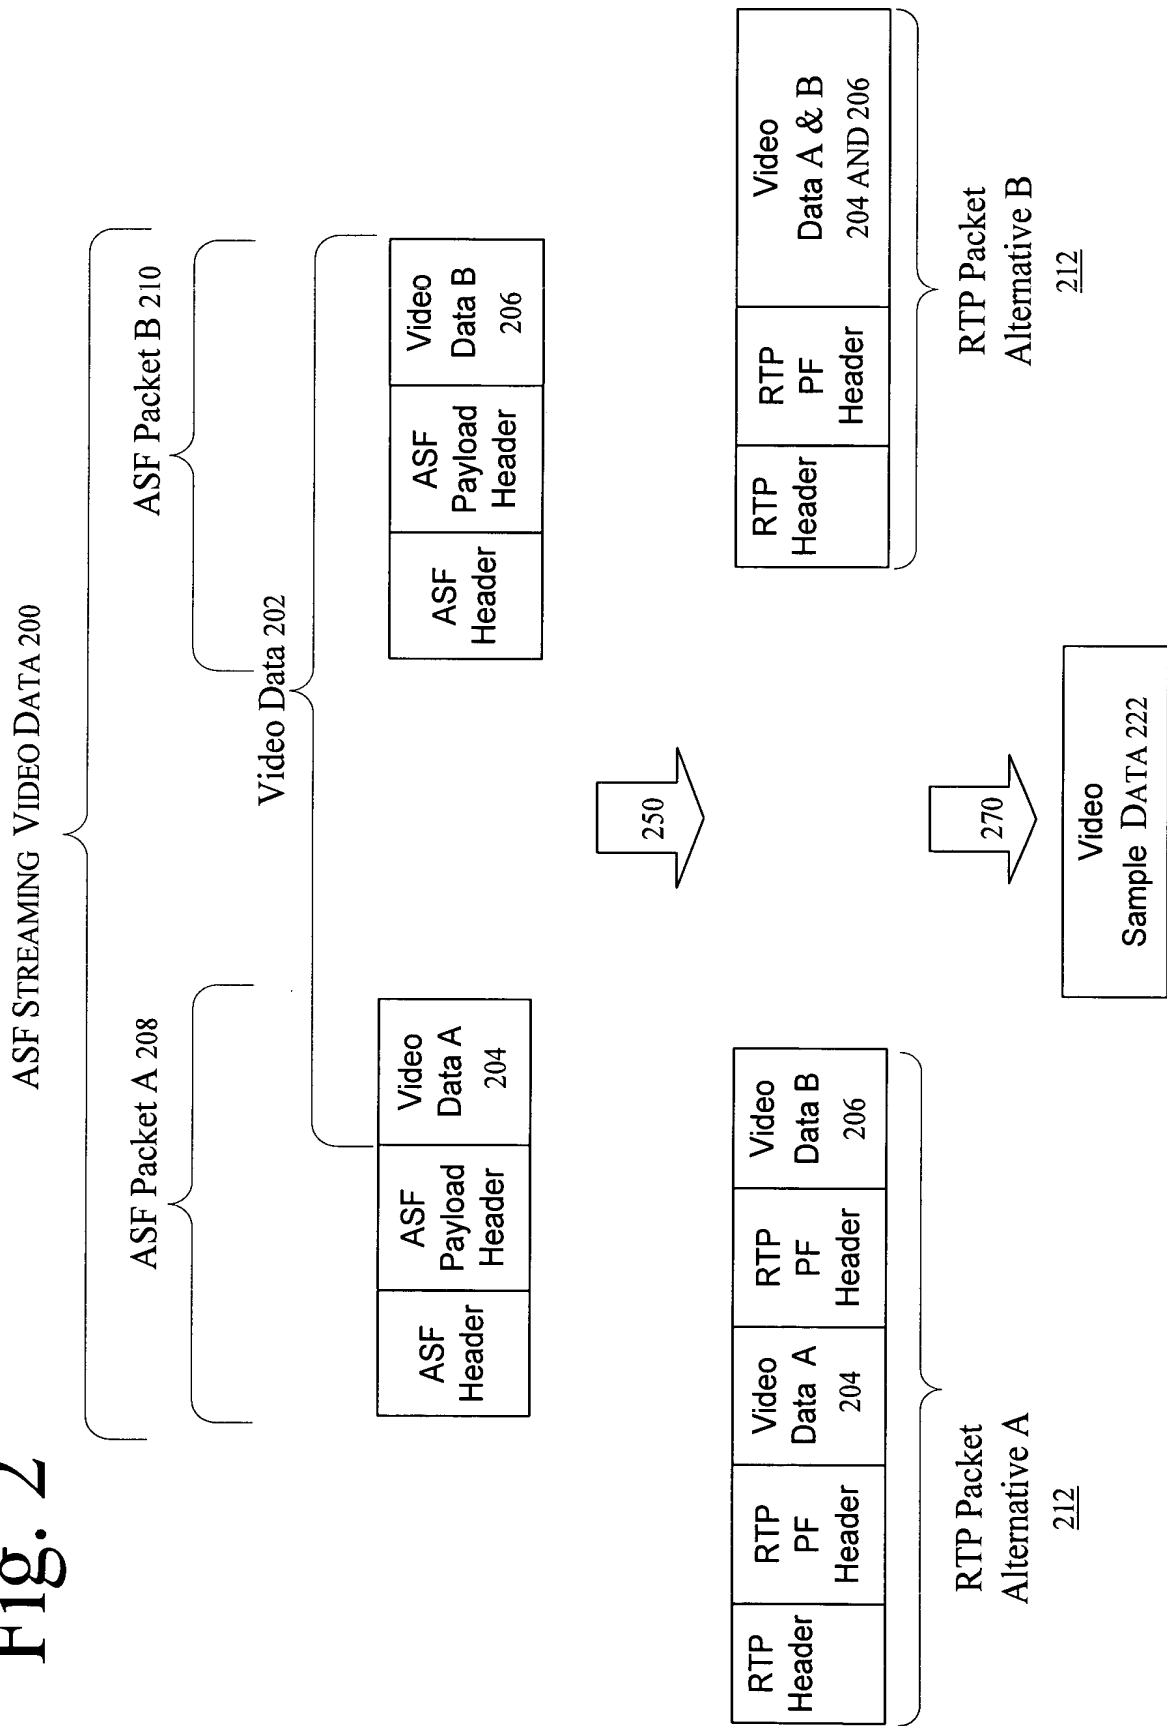 Fig. 2
ASF STREAMING VIDEO DATA 200
ASF Packet A 208
ASF Packet B 210
Video Data 202
ASF
Header
ASF
Payload
Header
Video
Data A
204
ASF
Header
ASF
Payload
Header
Video
Data B
206
250
RTP
Header
RTP
PF
Header
Video
Data A
204
RTP
PF
Header
Video
Data B
206
RTP Packet
Alternative A
212
RTP
Header
RTP
PF
Header
Video
Data A & B
204 AND 206
RTP Packet
Alternative B
212
270
Video
Sample DATA 222